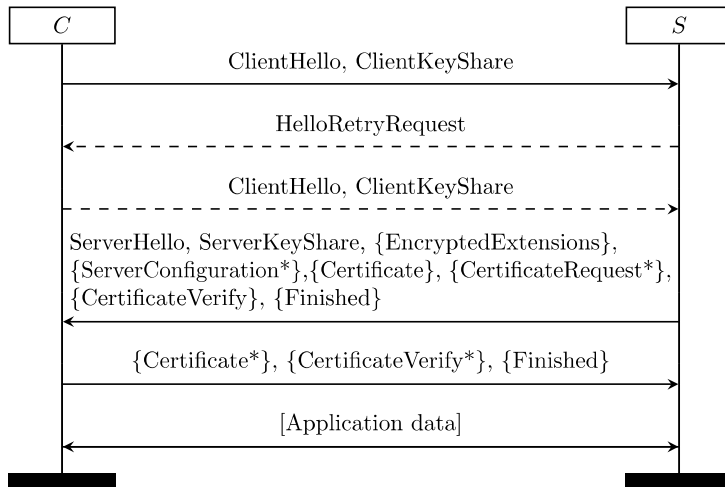 C
S
ClientHello, ClientKeyShare
HelloRetryRequest
ClientHello, ClientKeyShare
ServerHello, ServerKeyShare, {EncryptedExtensions},
{ServerConfiguration*},{Certificate}, {CertificateRequest*},
{CertificateVerify}, {Finished}
{Certificate*}, {CertificateVerify*}, {Finished}
[Application data]